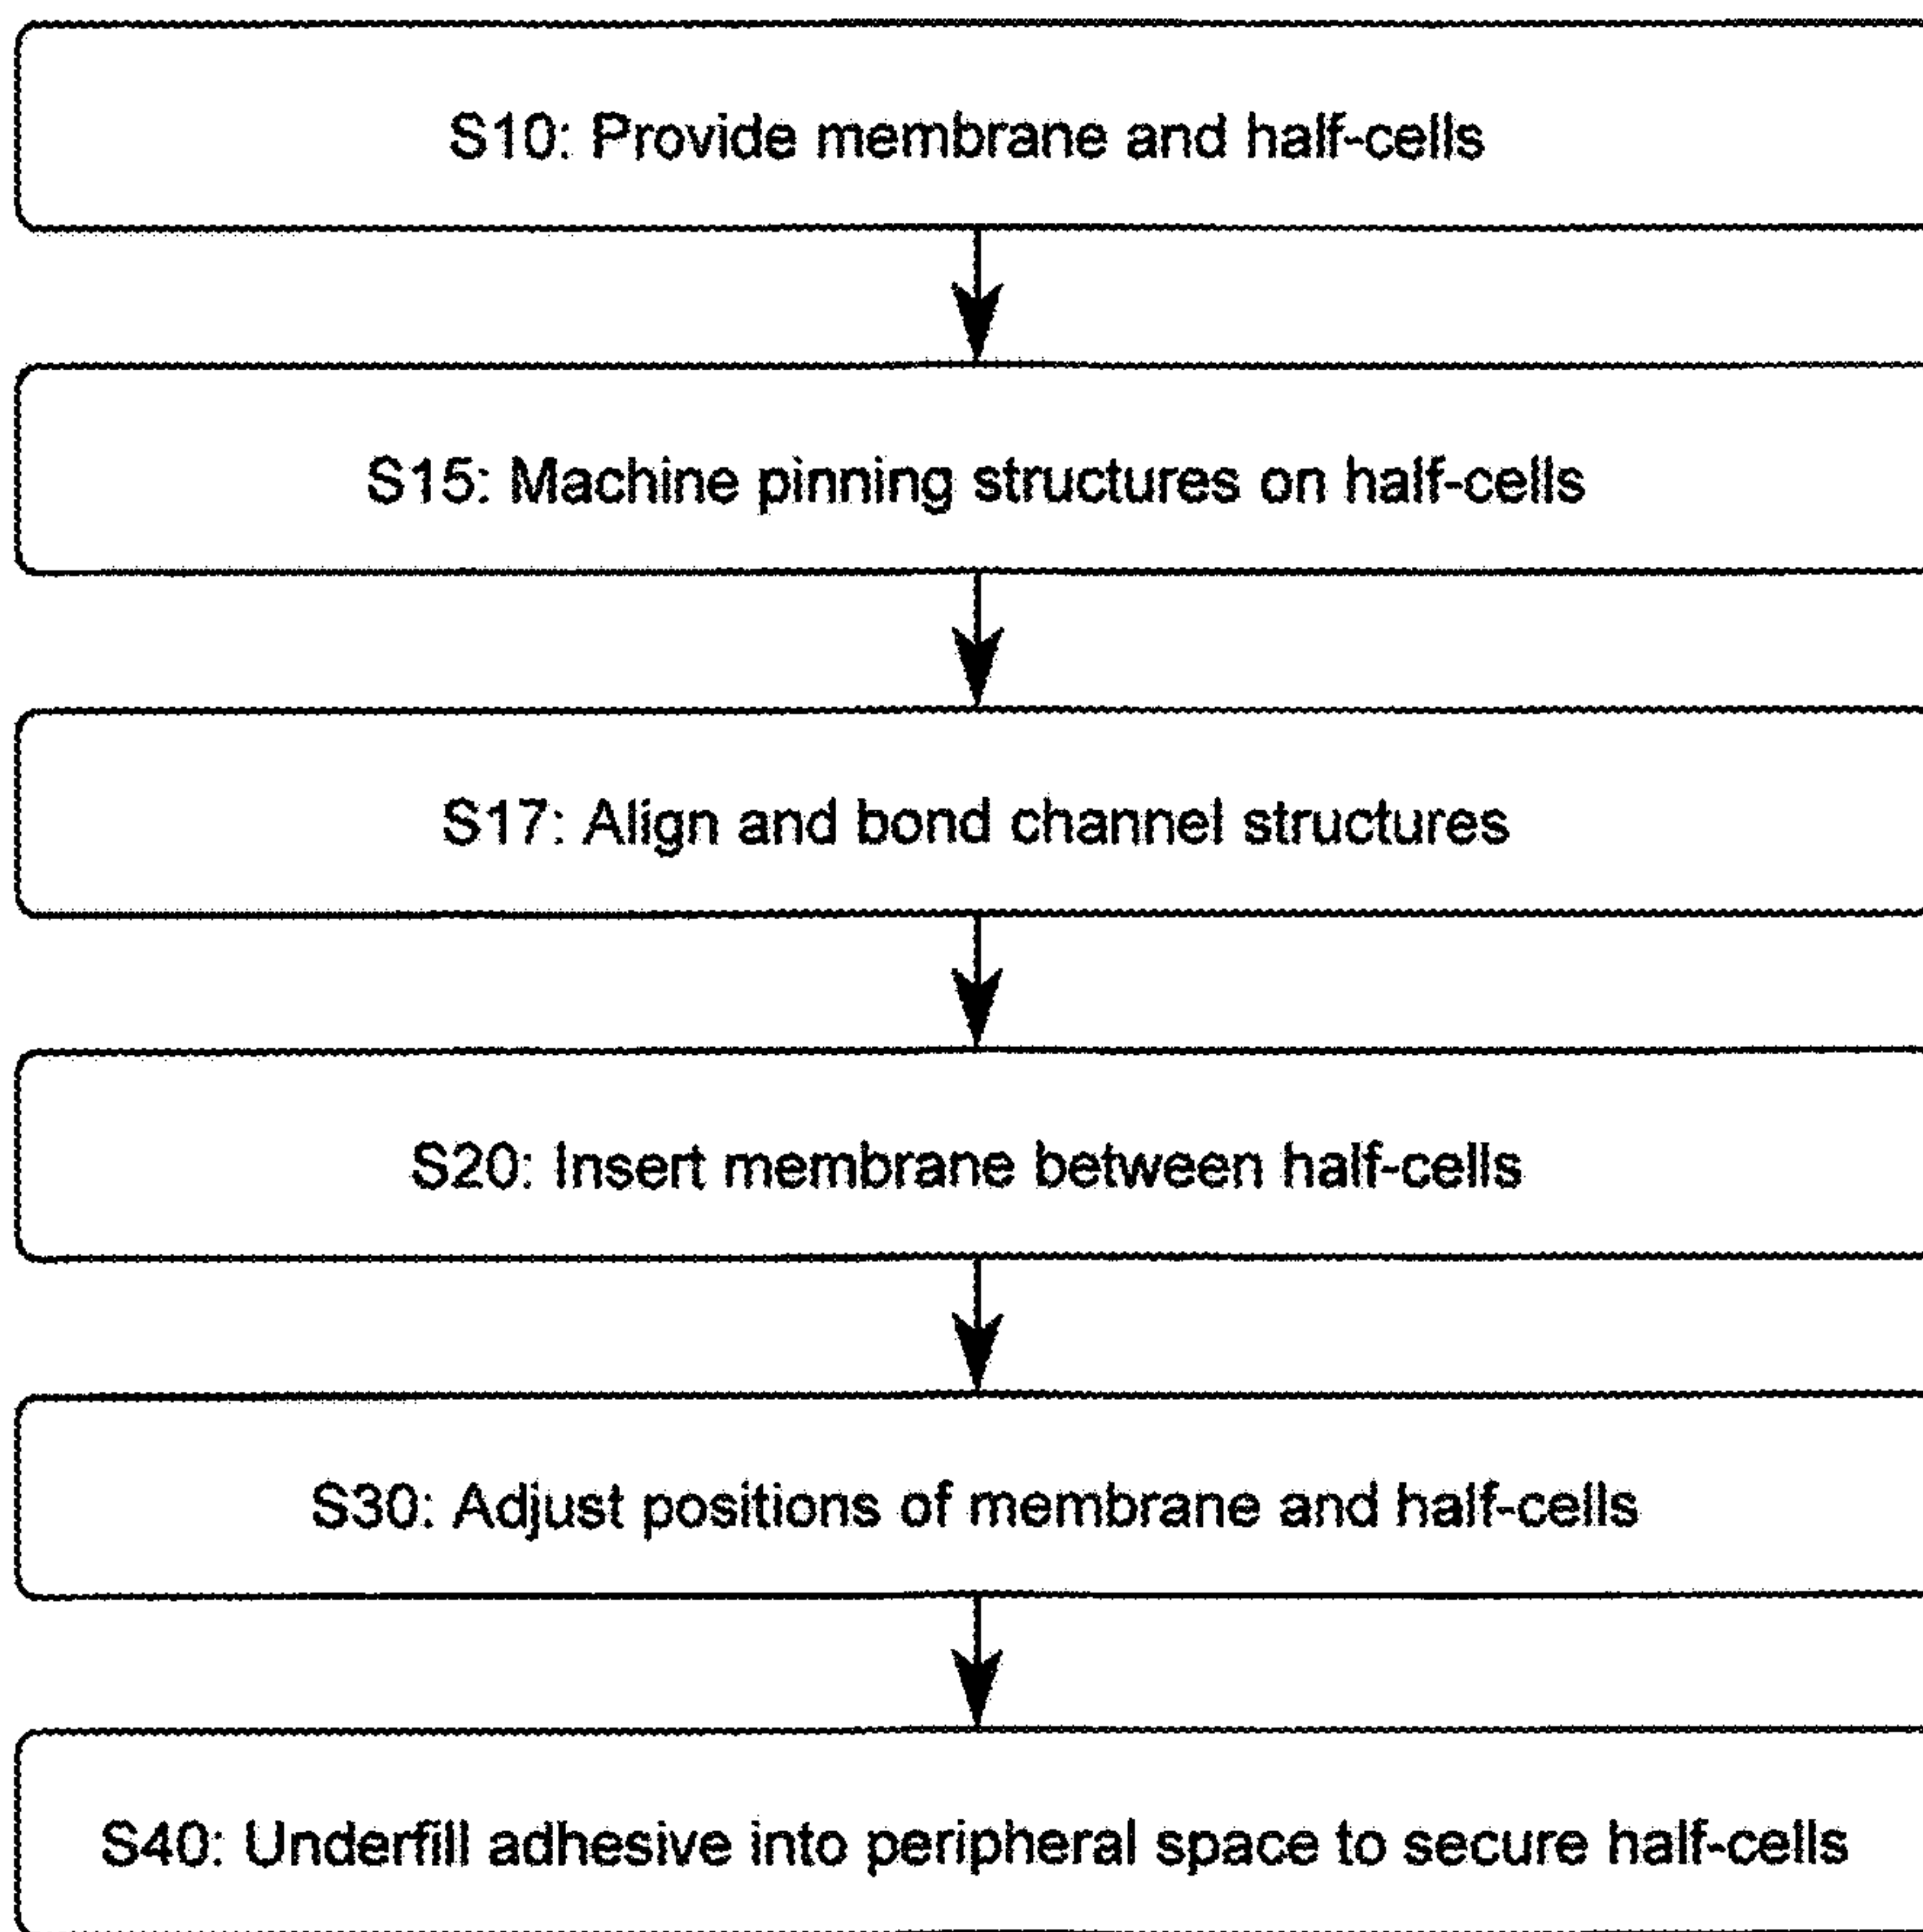 S10: Provide membrane and half-cells
S15: Machine pinning structures on half-cells
S17: Align and bond channel structures
S20: Insert membrane between half-cells
S30: Adjust positions of membrane and half-cells
S40: Underfill adhesive into peripheral space to secure half-cells